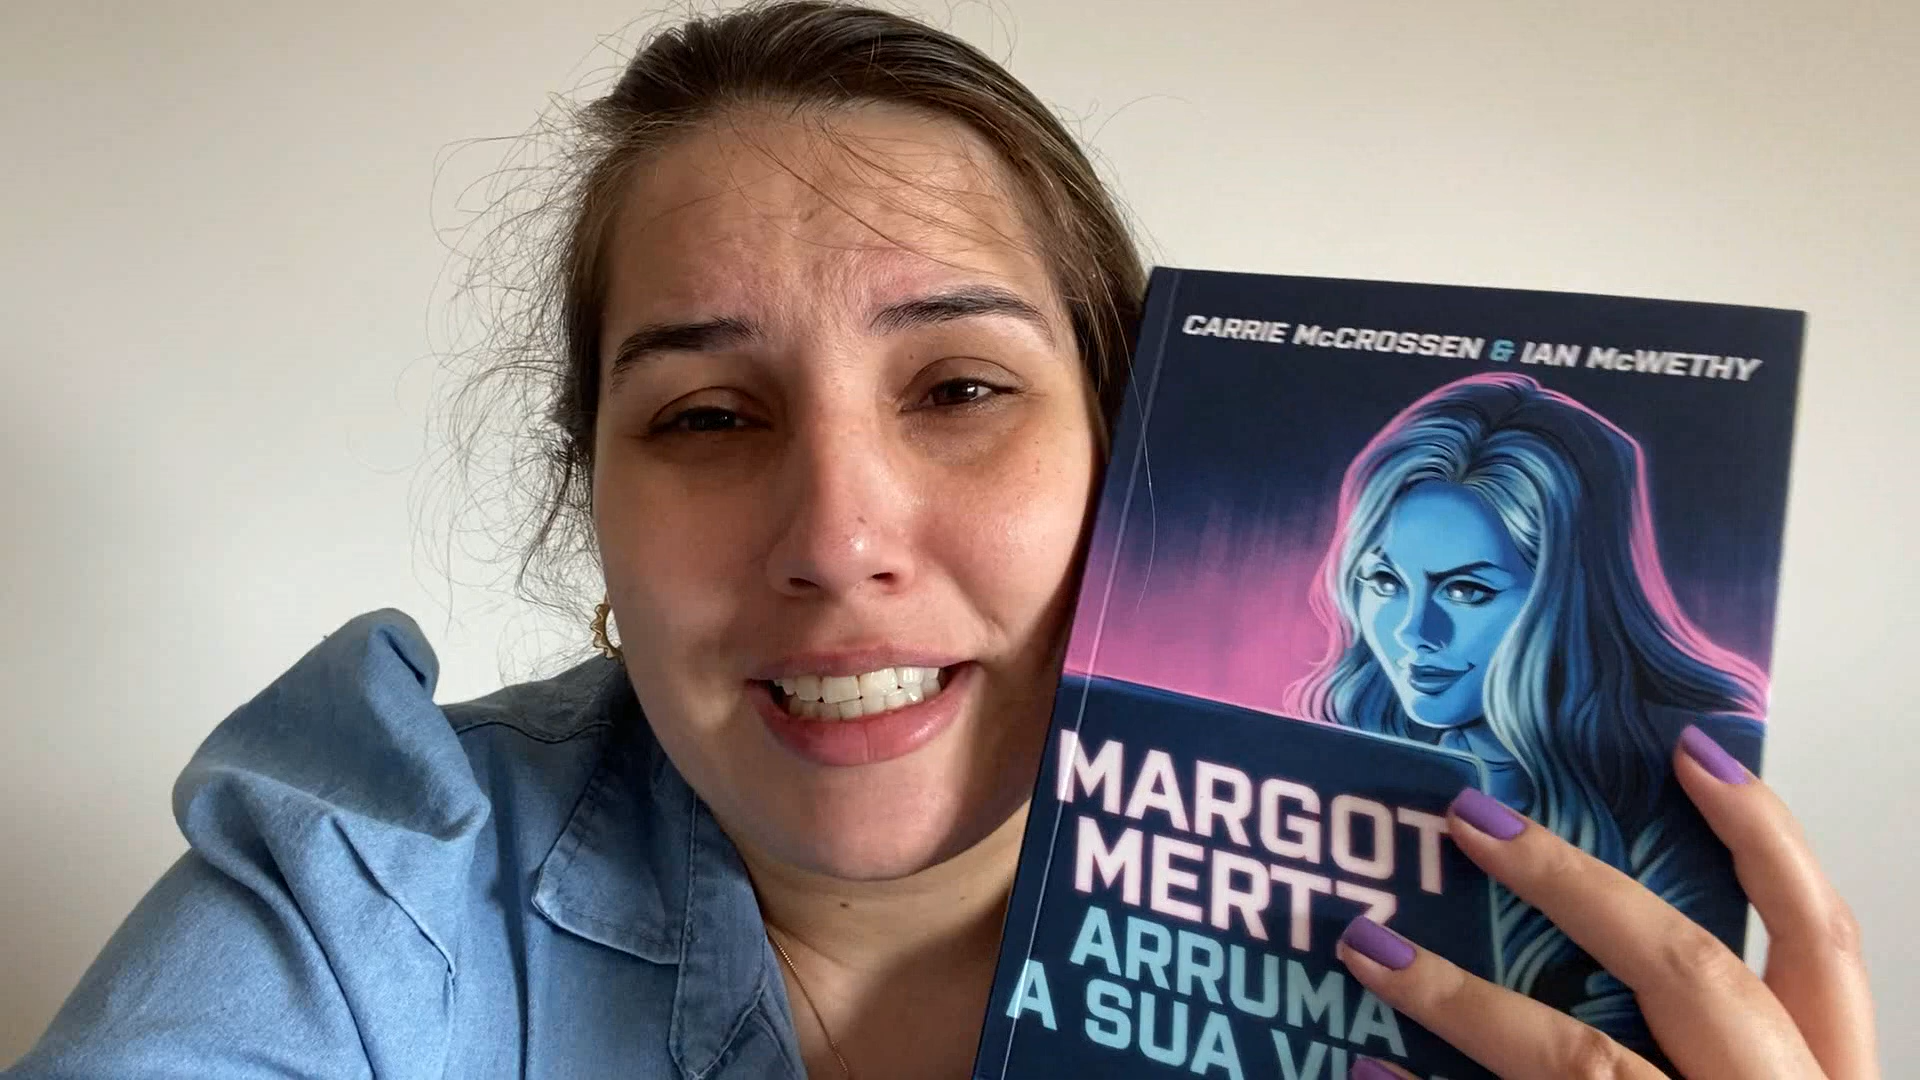 CARRIE McCROSSEN & IAN McWETHY
MARGOT
MERTZ
ARRUMA
A SUA